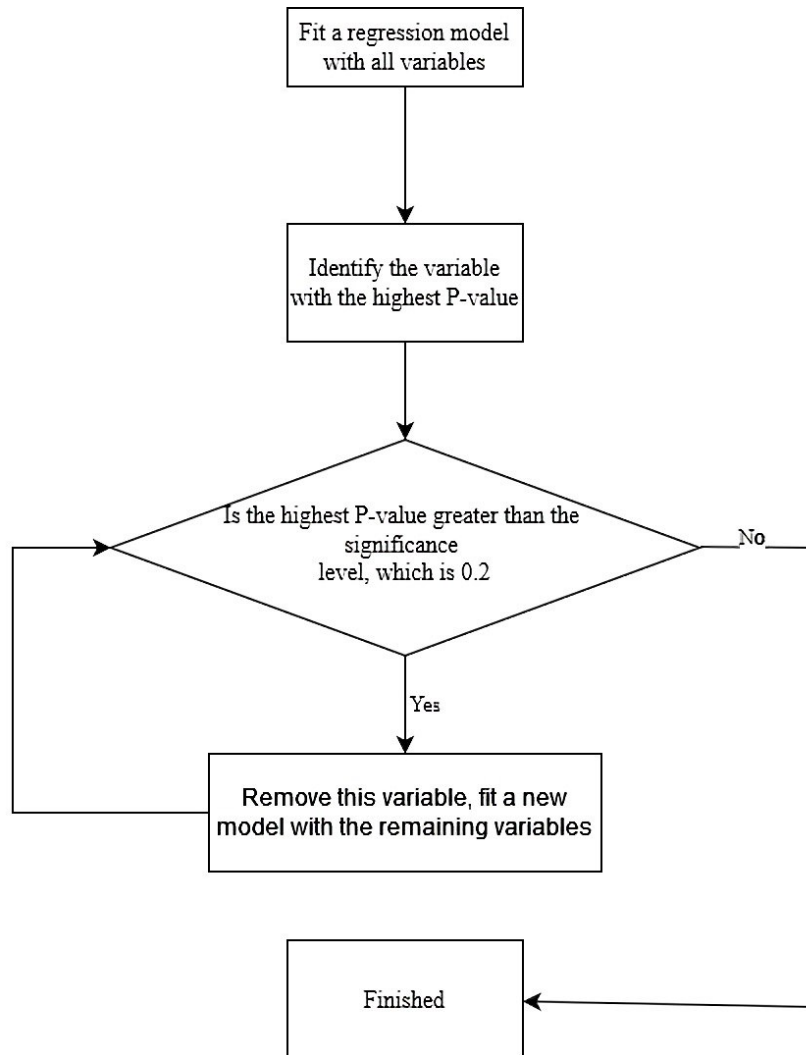 Fit a regression model
with all variables
Identify the variable
with the highest P-value
Is the highest P-value greater than the
significance
level, which is 0.2
No
Yes
Remove this variable, fit a new
model with the remaining variables
Finished